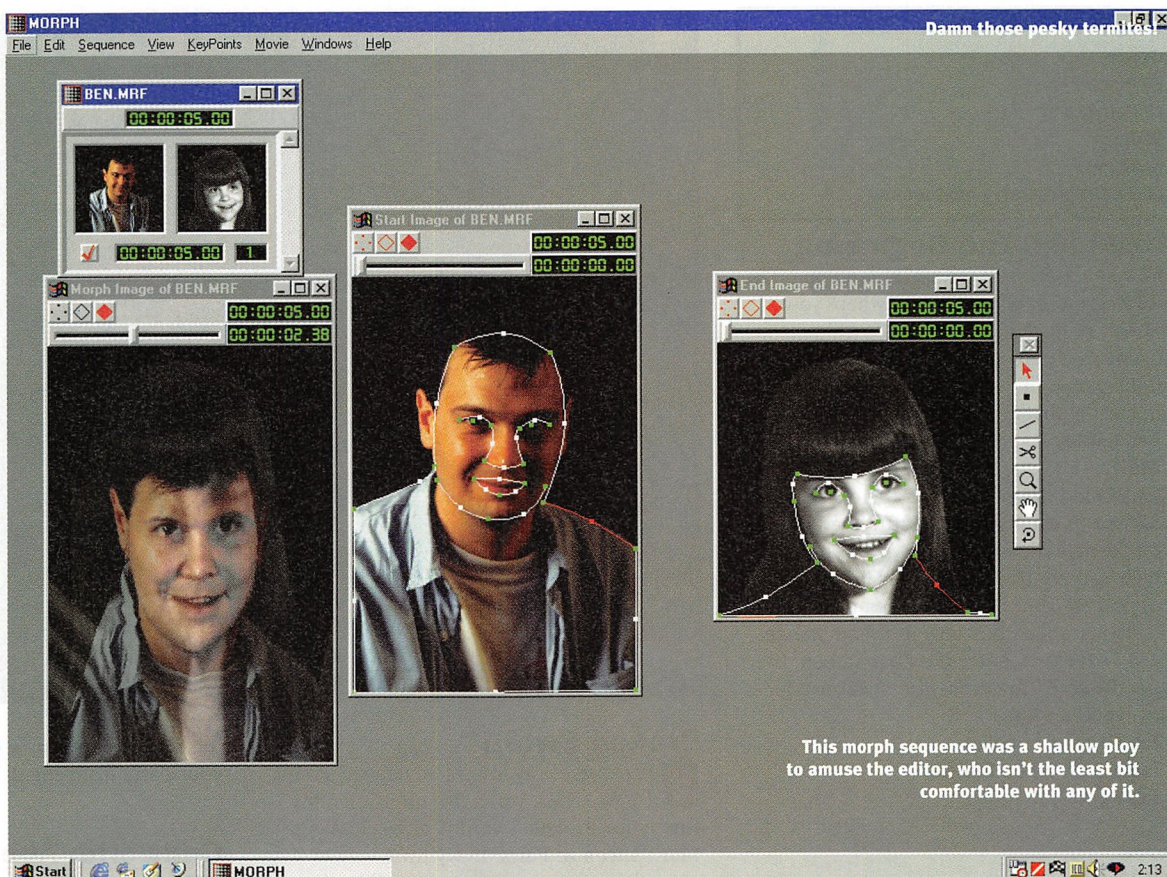 MORPH
Damn those pesky termites!
File Edit Sequence View KeyPoints Movie Windows Help
BEN.MRF
00:00:05.00
00:00:05.00 1
Morph Image of BEN.MRF
00:00:05.00
00:00:02.38
Start Image of BEN.MRF
00:00:05.00
00:00:00.00
End Image of BEN.MRF
00:00:05.00
00:00:00.00
This morph sequence was a shallow ploy
to amuse the editor, who isn't the least bit
comfortable with any of it.
Start MORPH 2:13